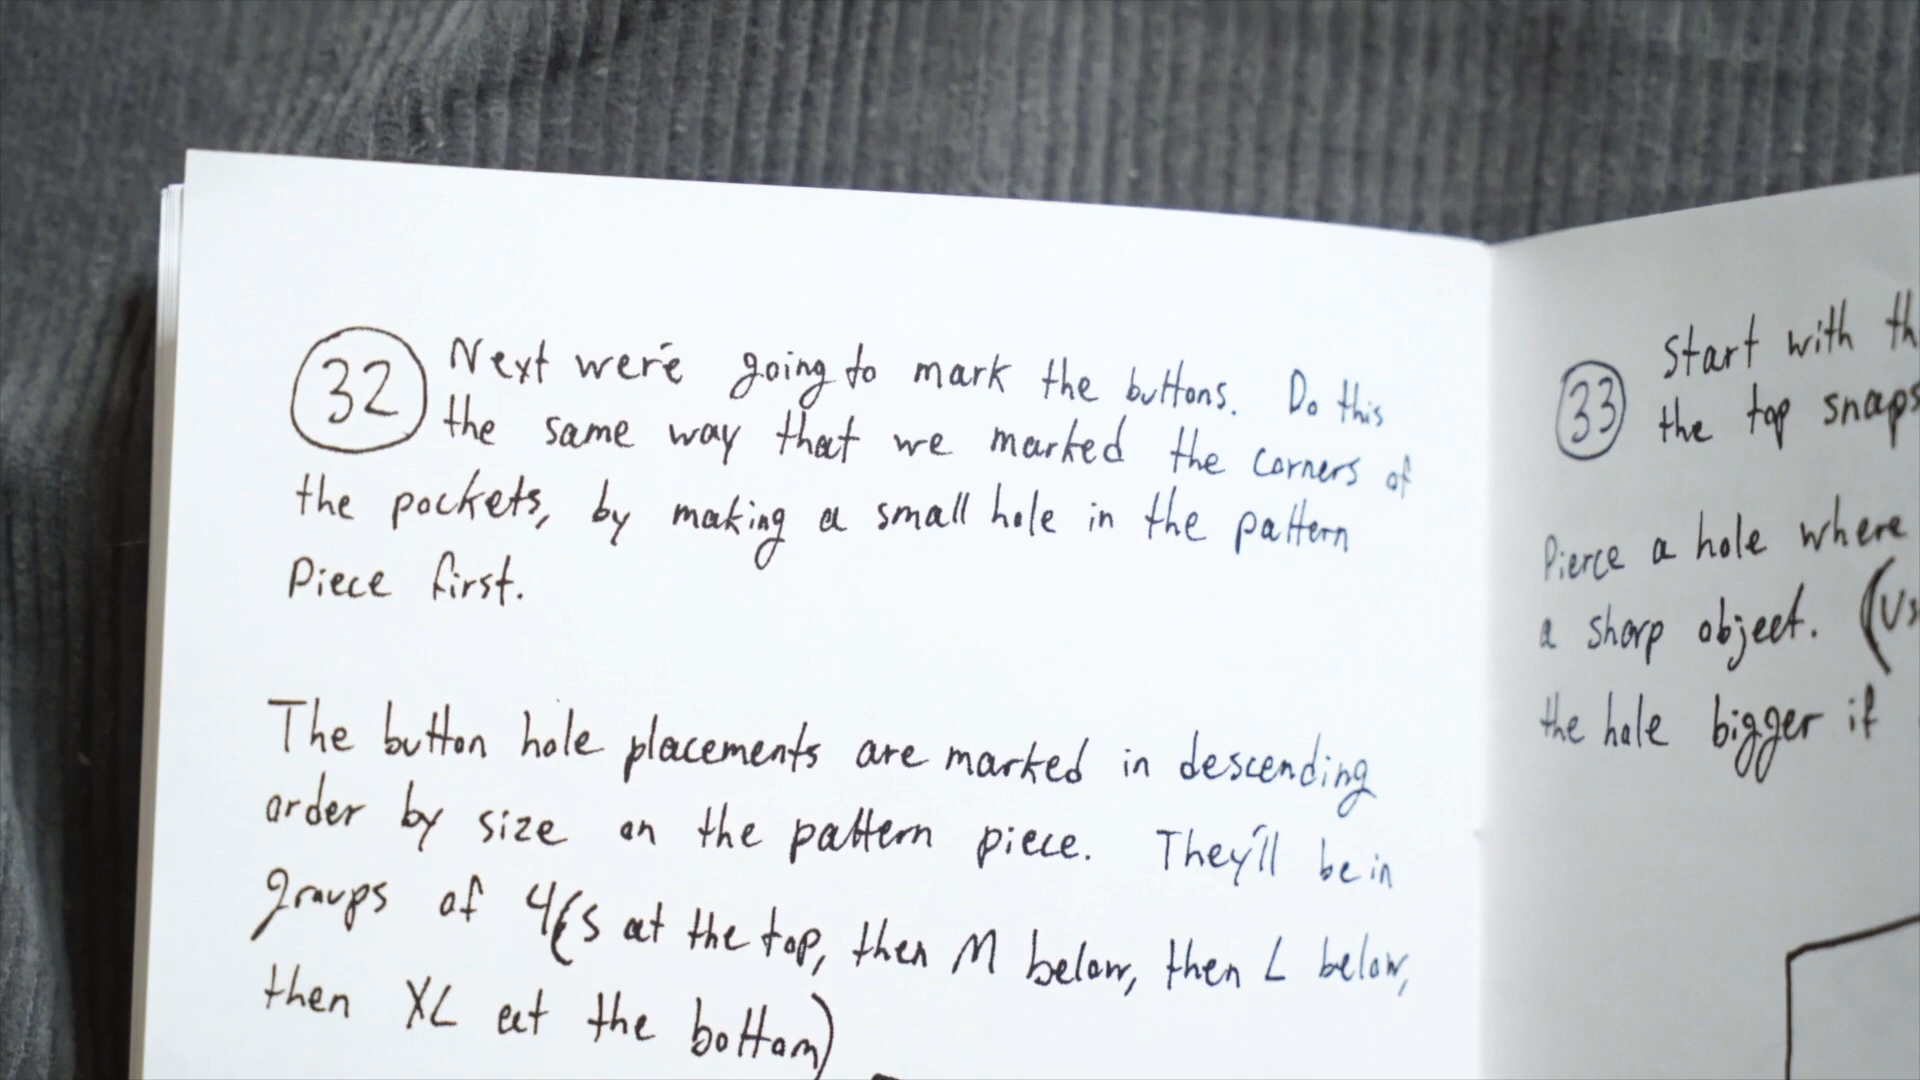 32 Next we're going to mark the buttons. Do this
the same way that we marked the corners of
the pockets, by making a small hole in the pattern
Piece first.
The button hole placements are marked in descending
order by size on the pattern piece. They'll be in
groups of 4(S at the top, then M below, then L below,
then XL at the bottom)
33 Start with
the top snaps
Pierce a hole where
a sharp object.
the hole bigger if